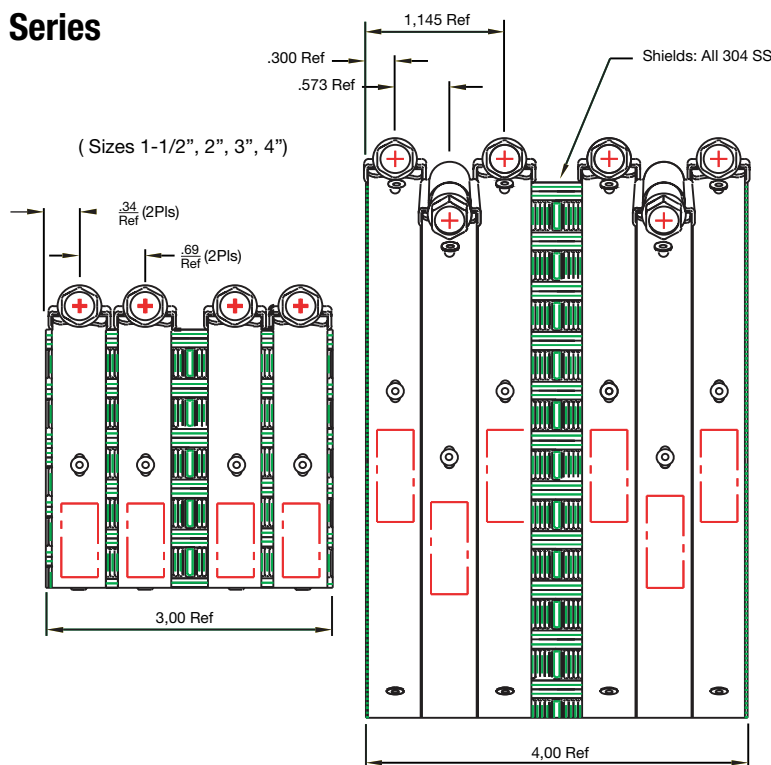 Series
1,145 Ref
.300 Ref
.573 Ref
Shields: All 304 SS
( Sizes 1-1/2”, 2”, 3”, 4”)
.34
Ref (2Pls)
.69
Ref (2Pls)
3,00 Ref
4,00 Ref